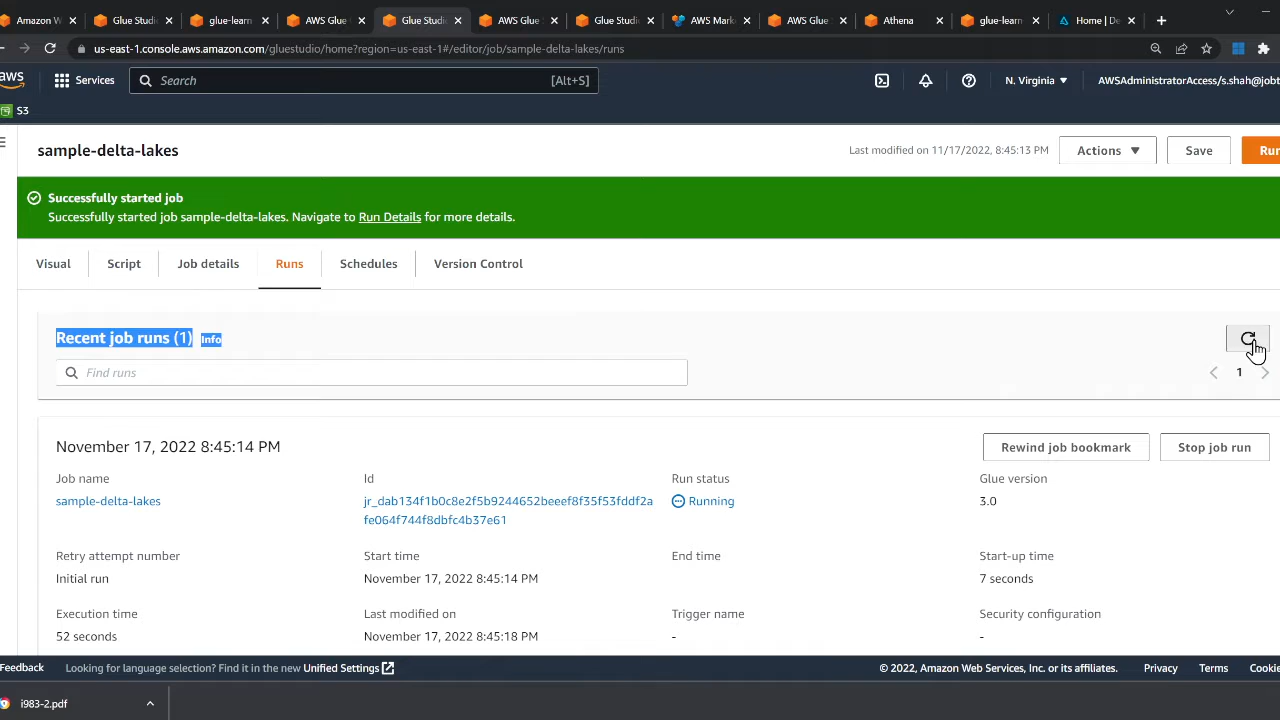 Amazon W
Glue Studi
glue-learn
AWS Glue
Glue Studi
AWS Glue
Glue Studi
AWS Mark
AWS Glue
Athena
glue-learn
Home | De
us-east-1.console.aws.amazon.com/gluestudio/home?region=us-east-1#/editor/job/sample-delta-lakes/runs
aws
Services
Search
[Alt+S]
N. Virginia
AWSAdministratorAccess/s.shah@jobt
S3
sample-delta-lakes
Last modified on 11/17/2022, 8:45:13 PM
Actions
Save
Run
Successfully started job
Successfully started job sample-delta-lakes. Navigate to Run Details for more details.
Visual
Script
Job details
Runs
Schedules
Version Control
Recent job runs (1) Info
Find runs
1
November 17, 2022 8:45:14 PM
Rewind job bookmark
Stop job run
Job name
Id
Run status
Glue version
sample-delta-lakes
jr_dab134f1b0c8e2f5b9244652beeef8f35f53fddf2a
fe064f744f8dbfc4b37e61
Running
3.0
Retry attempt number
Start time
End time
Start-up time
Initial run
November 17, 2022 8:45:14 PM
7 seconds
Execution time
Last modified on
Trigger name
Security configuration
52 seconds
November 17, 2022 8:45:18 PM
-
-
Feedback
Looking for language selection? Find it in the new Unified Settings
© 2022, Amazon Web Services, Inc. or its affiliates.
Privacy
Terms
Cookie
i983-2.pdf